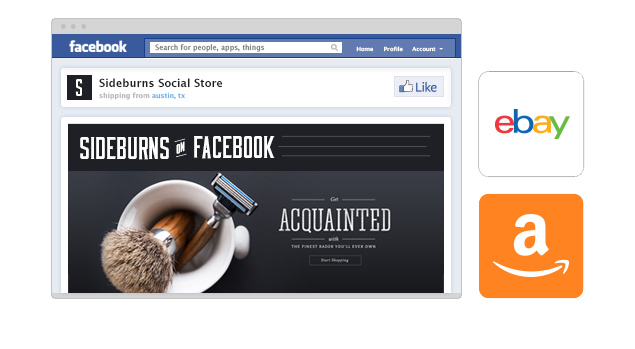 facebook
Search for people, apps, things
Home Profile Account
S
Sideburns Social Store
shipping from austin, tx
Like
SIDEBURNS ON FACEBOOK
Get
ACQUAINTED
with
THE FINEST RAZOR YOU'LL EVER OWN
Start Shopping
ebay
a